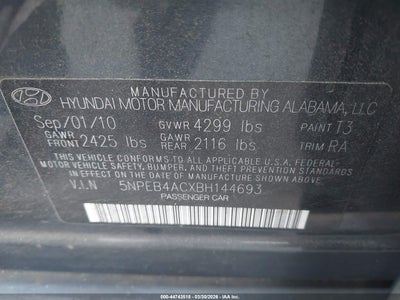 MANUFACTURED BY
HYUNDAI MOTOR MANUFACTURING ALABAMA, LLC
Sep/01/10 GVWR 4299 lbs PAINT T3
GAWR FRONT 2425 lbs GAWR REAR 2116 lbs TRIM RA
THIS VEHICLE CONFORMS TO ALL APPLICABLE U.S.A. FEDERAL
MOTOR VEHICLE SAFETY, BUMPER, AND THEFT PREVENTION
STANDARDS IN EFFECT ON THE DATE OF MANUFACTURE SHOWN ABOVE.
V.I.N 5NPEB4ACXBH144693
PASSENGER CAR
000-44743518 - 03/30/2026 - IAA Inc.